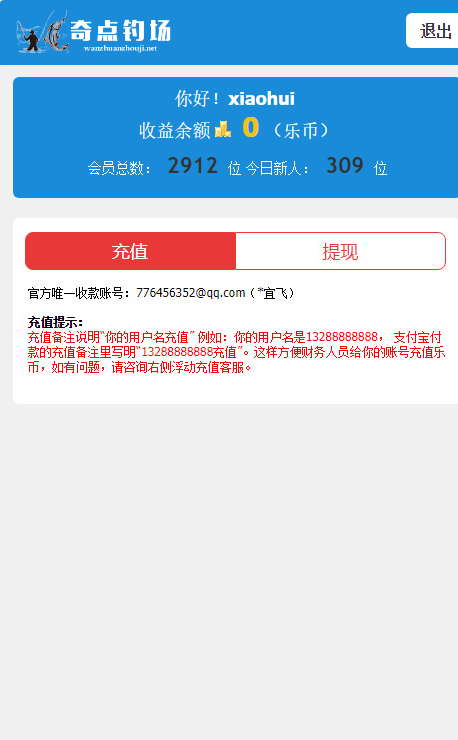 奇点钓场
www.wanzhuanshouji.net
退出
你好！xiaohui
收益余额 0 （乐币）
会员总数： 2912 位 今日新人： 309 位
充值 提现
官方唯一收款账号：776456352@qq.com（ *宜飞）
充值提示：
充值备注说明"你的用户名充值" 例如：你的用户名是13288888888， 支付宝付
款的充值备注里写明"13288888888充值"。这样方便财务人员给你的账号充值乐
币，如有问题，请咨询右侧浮动充值客服。